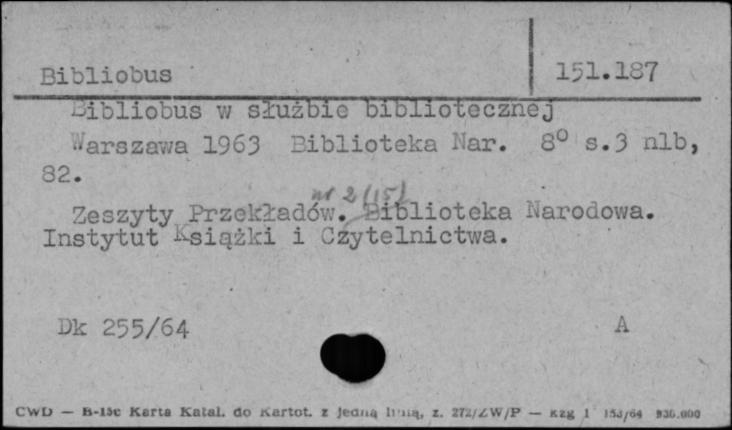 Bibliobus 151.187
Bibliobus w służbie bibliotecznej
Warszawa 1963 Biblioteka Nar. 8° s.3 nlb,
82.
nr 2 (15)
Zeszyty Przekładów. Biblioteka Narodowa.
Instytut Książki i Czytelnictwa.
Dk 255/64 A
CWD — B-15c Karta Katal. do Kartot. z jedną linią, z. 272/ZW/P — Kzg 1 153/64